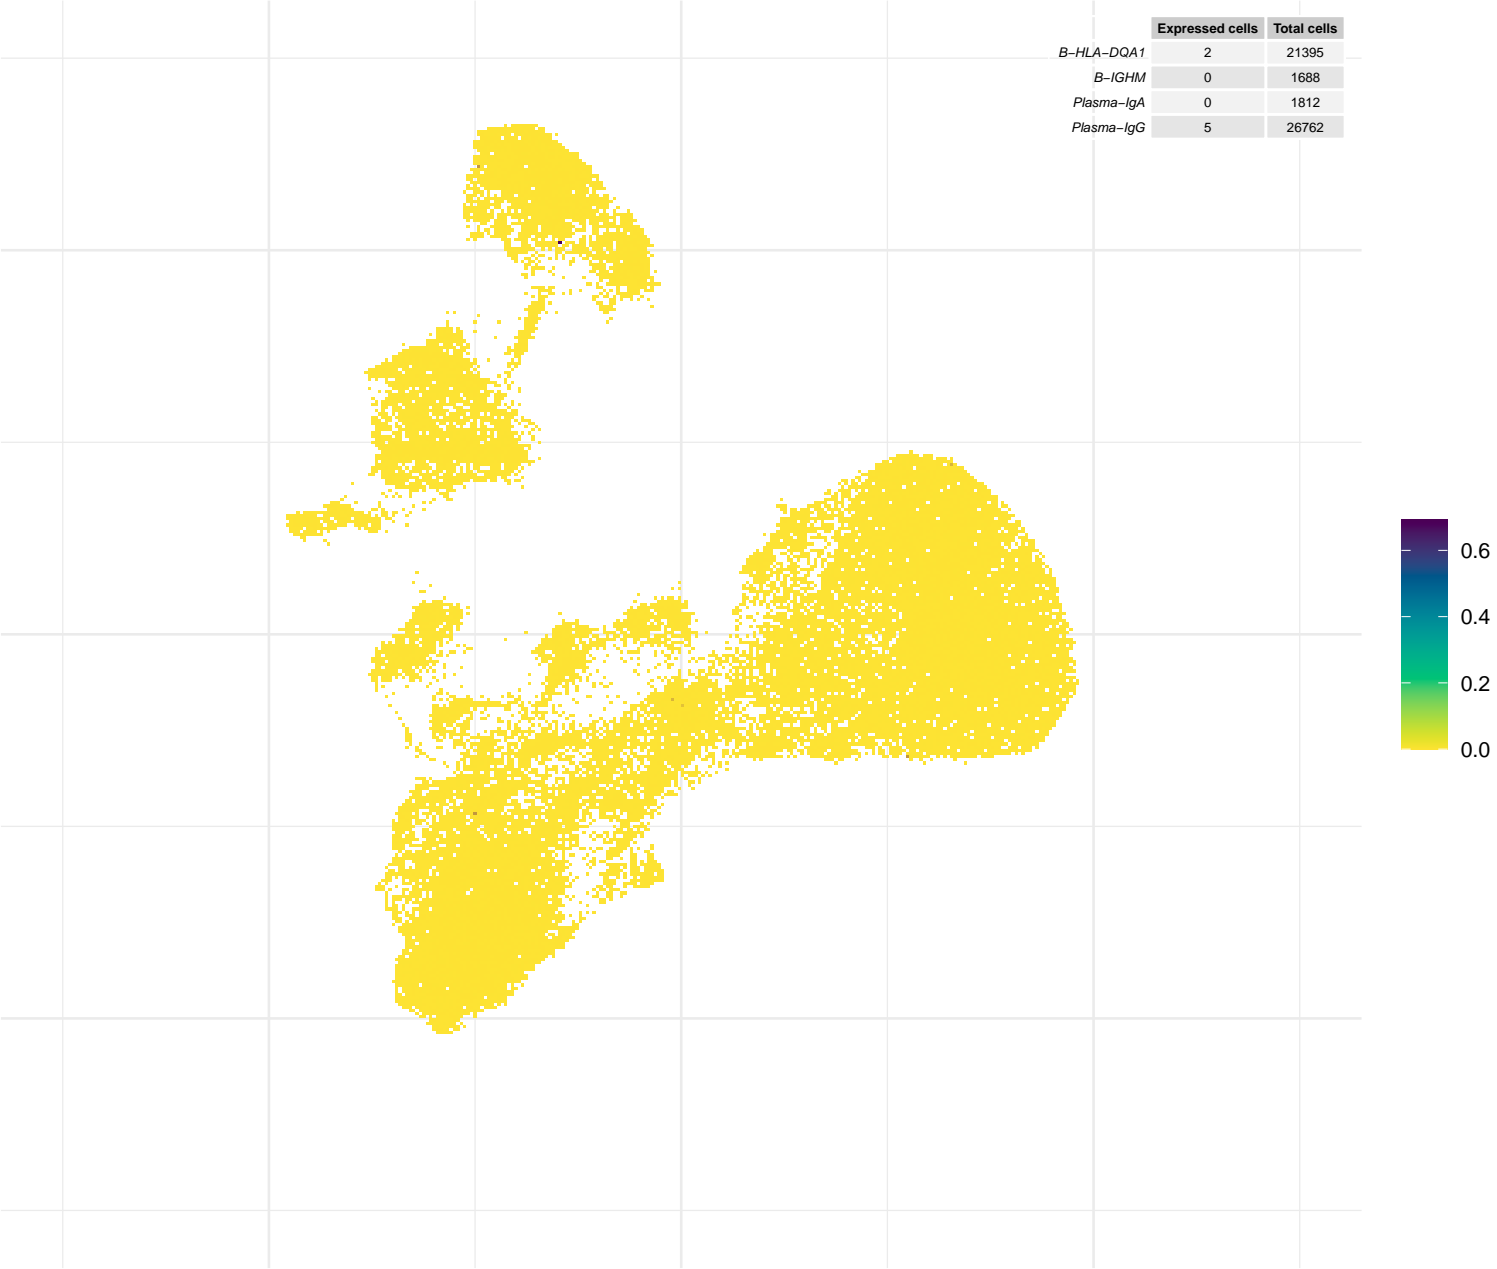 Expressed cells Total cells
B−HLA−DQA1 2 21395
B−IGHM 0 1688
Plasma−IgA 0 1812
Plasma−IgG 5 26762
0.6
0.4
0.2
0.0